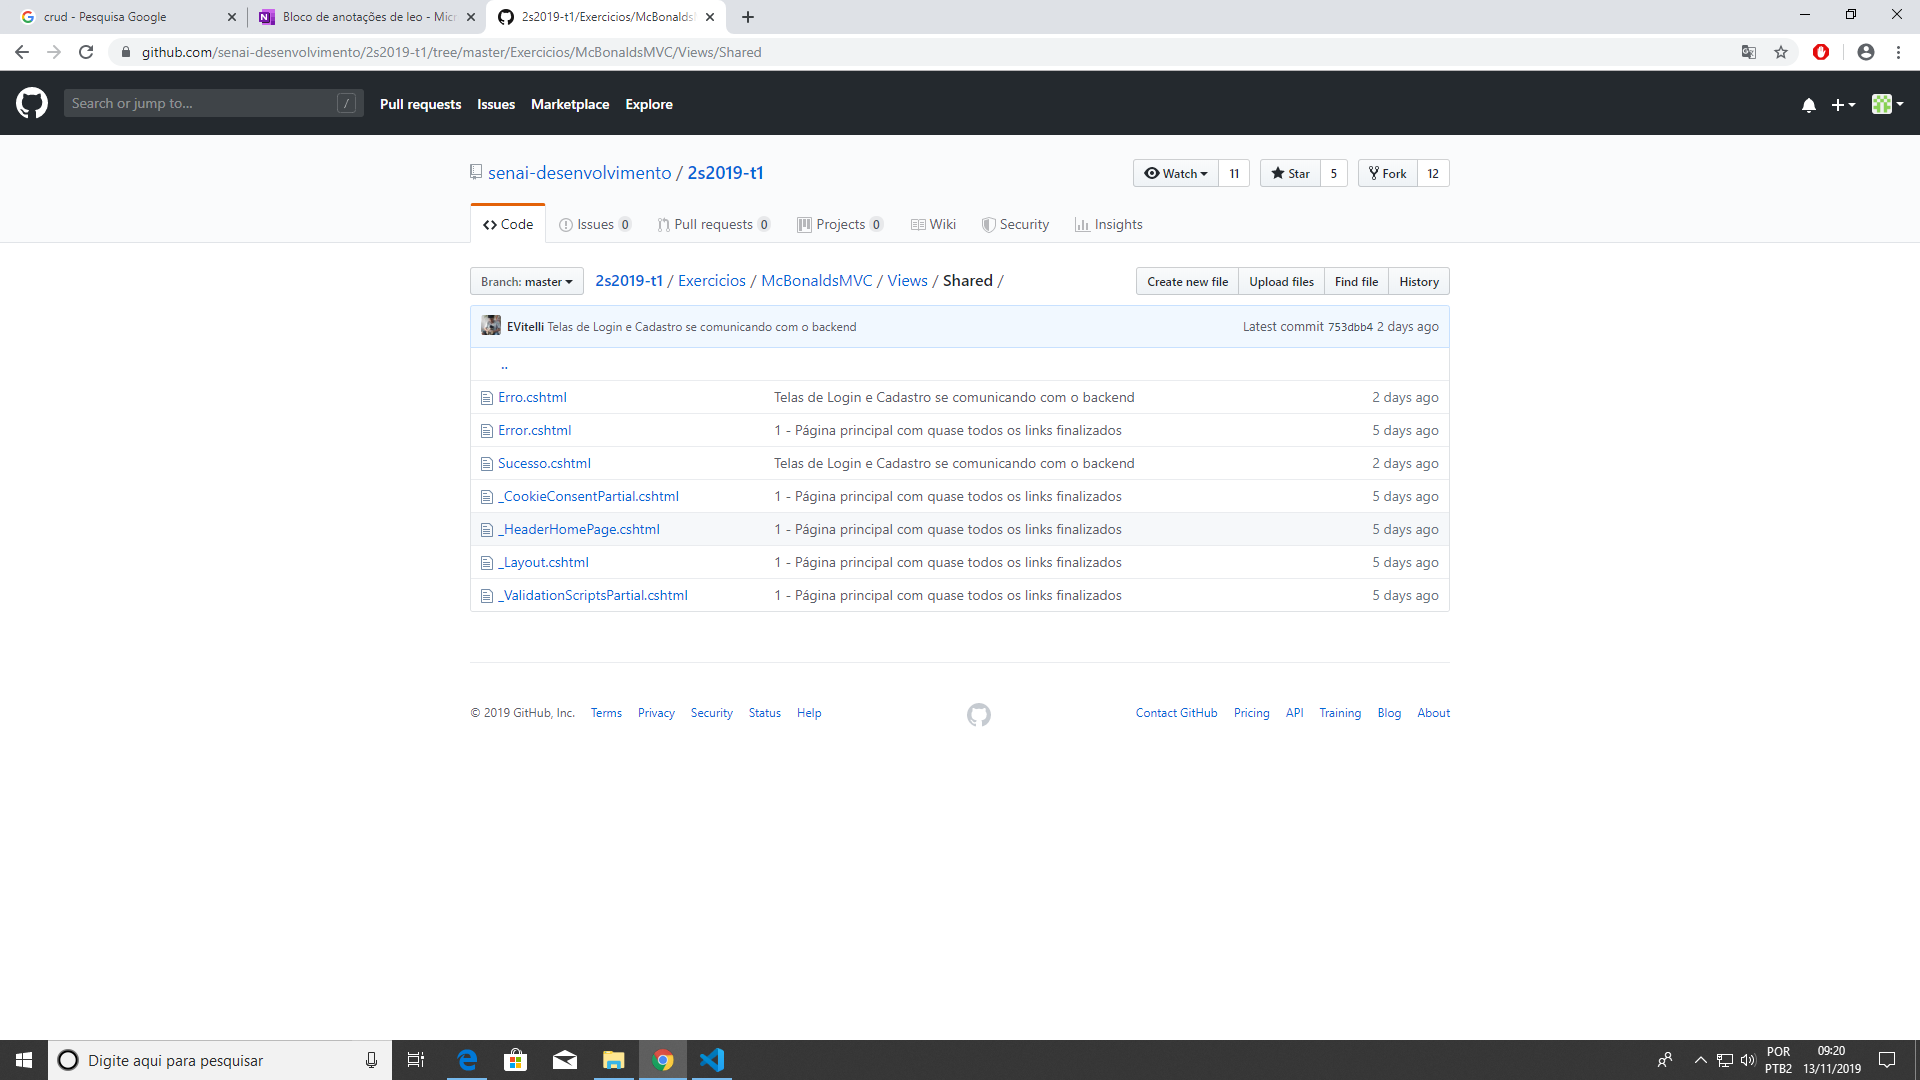 crud - Pesquisa Google
Bloco de anotações de leo - Micr
2s2019-t1/Exercicios/McBonalds
github.com/senai-desenvolvimento/2s2019-t1/tree/master/Exercicios/McBonaldsMVC/Views/Shared
Search or jump to... /
Pull requests Issues Marketplace Explore
senai-desenvolvimento / 2s2019-t1
Watch 11 Star 5 Fork 12
Code Issues 0 Pull requests 0 Projects 0 Wiki Security Insights
Branch: master 2s2019-t1 / Exercicios / McBonaldsMVC / Views / Shared / Create new file Upload files Find file History
EVitelli Telas de Login e Cadastro se comunicando com o backend Latest commit 753dbb4 2 days ago
..
Erro.cshtml Telas de Login e Cadastro se comunicando com o backend 2 days ago
Error.cshtml 1 - Página principal com quase todos os links finalizados 5 days ago
Sucesso.cshtml Telas de Login e Cadastro se comunicando com o backend 2 days ago
_CookieConsentPartial.cshtml 1 - Página principal com quase todos os links finalizados 5 days ago
_HeaderHomePage.cshtml 1 - Página principal com quase todos os links finalizados 5 days ago
_Layout.cshtml 1 - Página principal com quase todos os links finalizados 5 days ago
_ValidationScriptsPartial.cshtml 1 - Página principal com quase todos os links finalizados 5 days ago
© 2019 GitHub, Inc. Terms Privacy Security Status Help Contact GitHub Pricing API Training Blog About
Digite aqui para pesquisar
POR
PTB2
09:20
13/11/2019